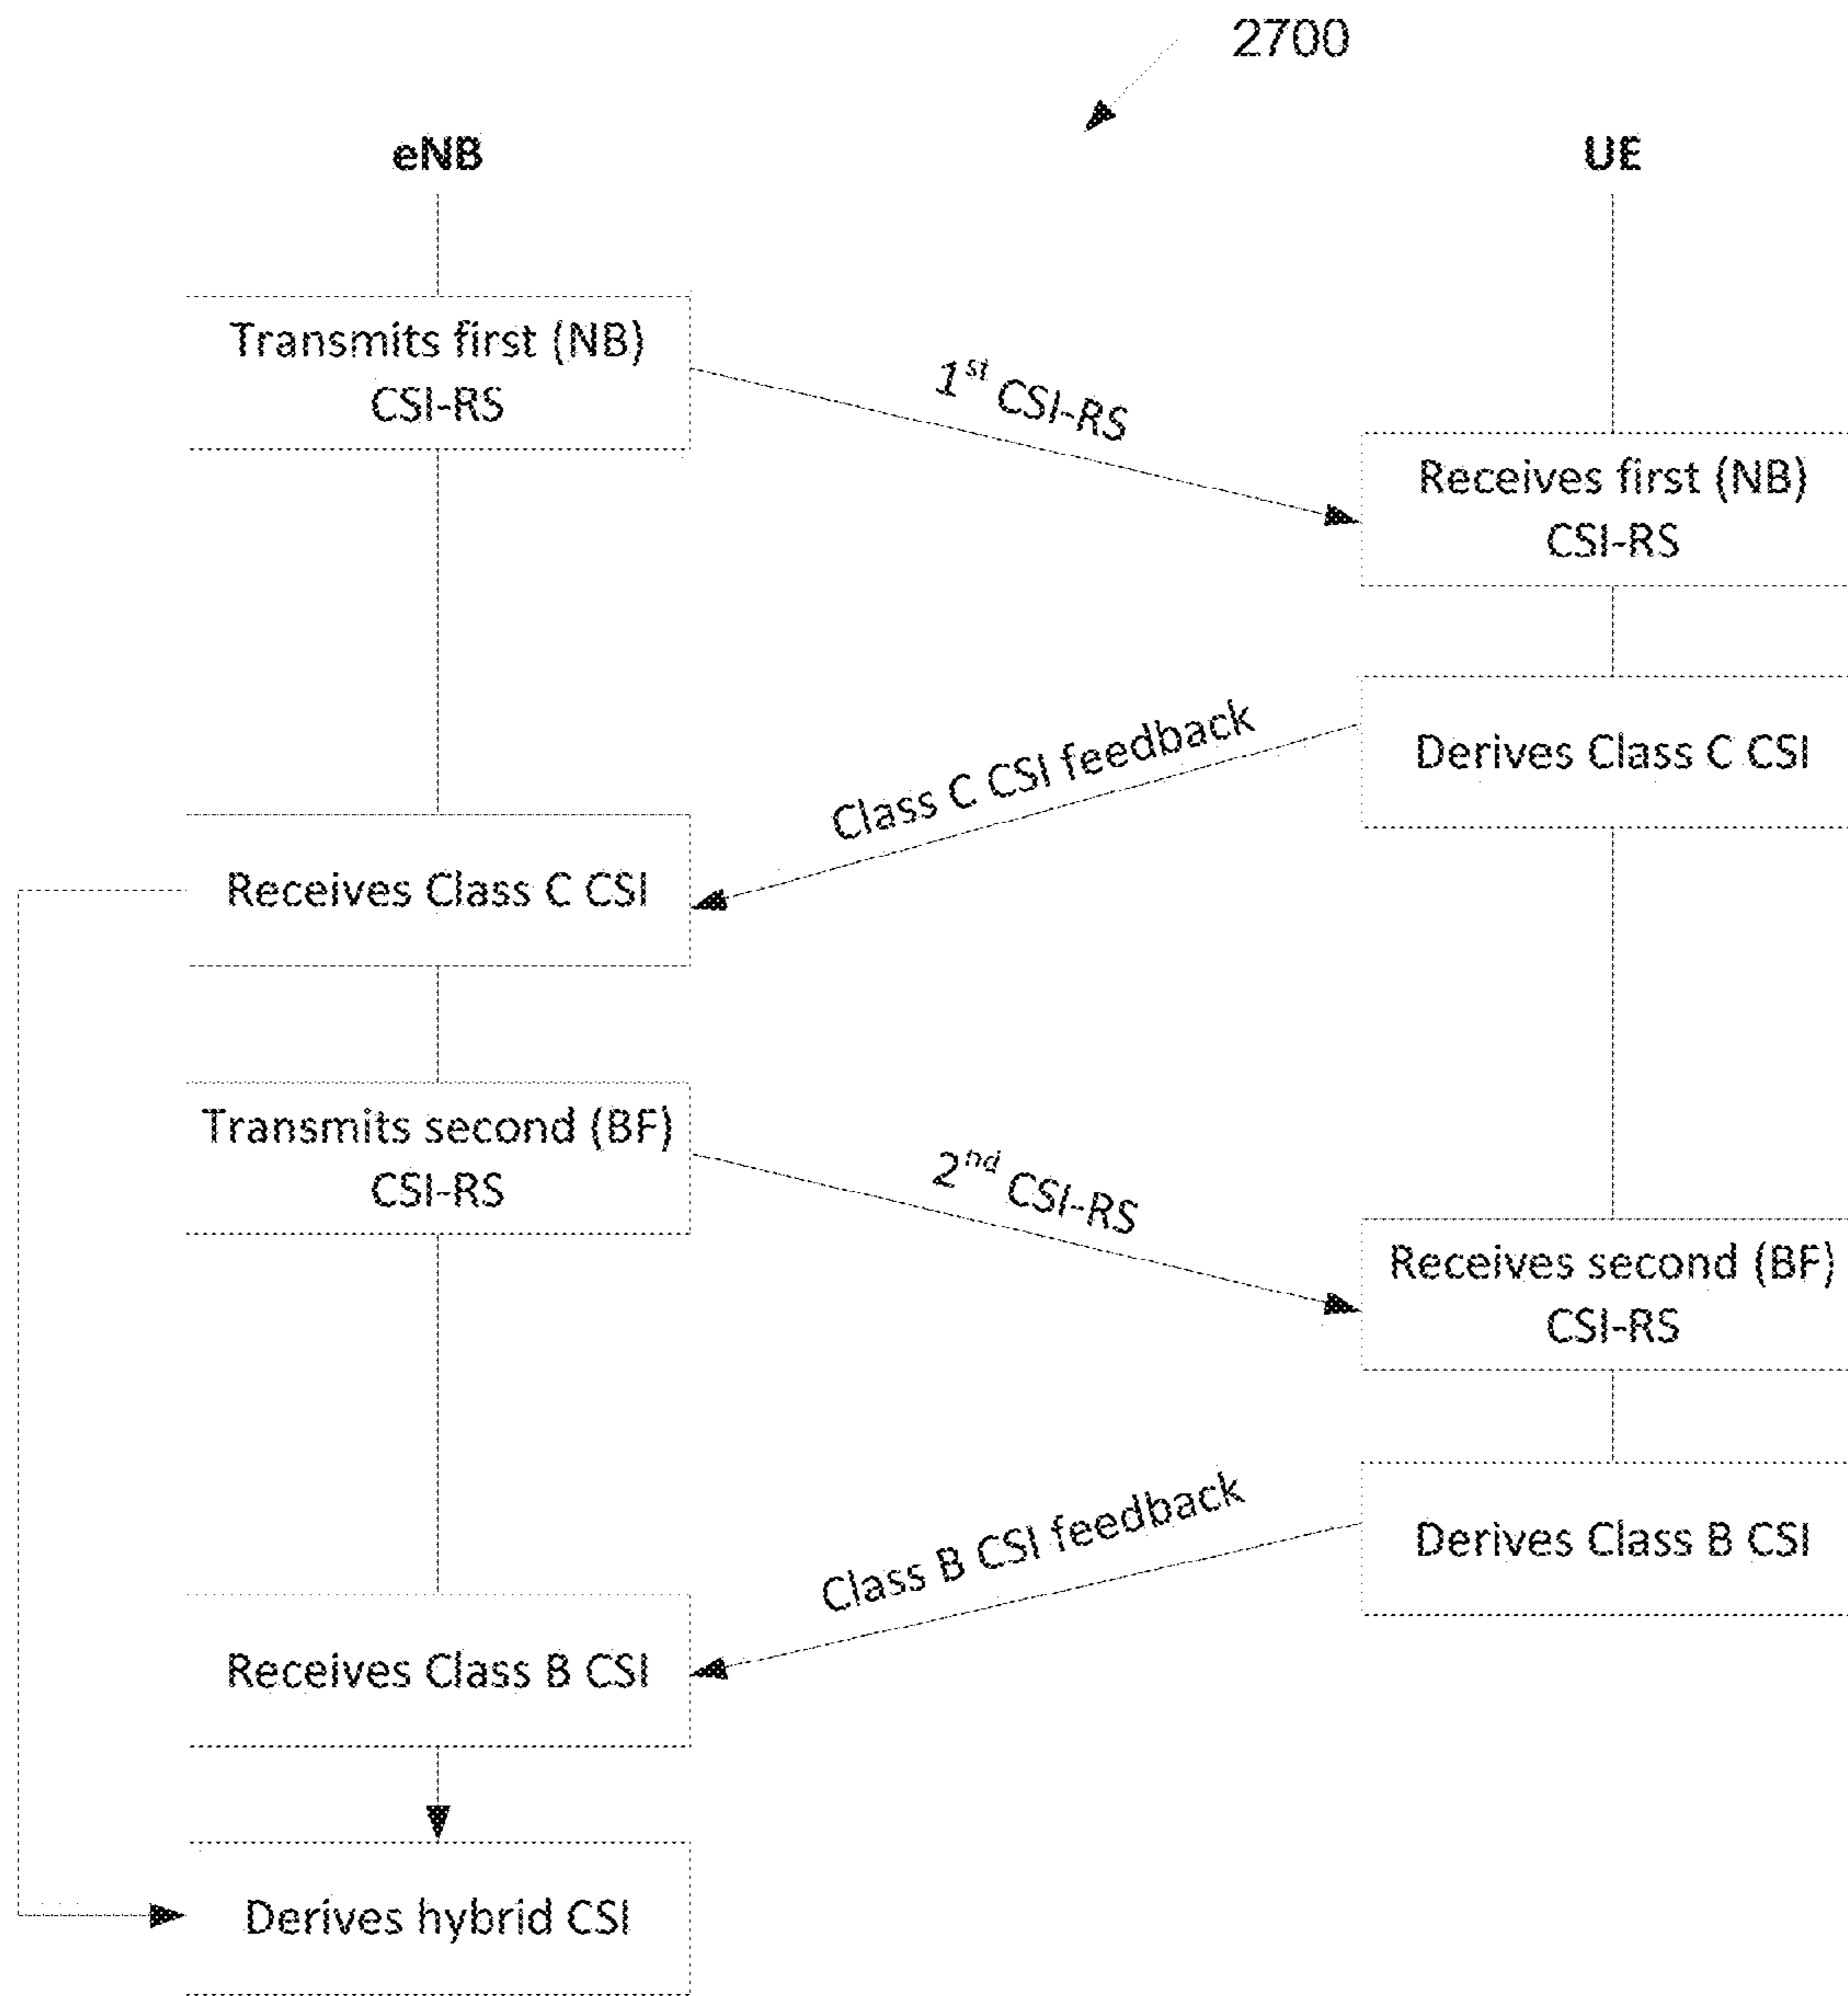 2700
eNB
UE
Transmits first (NB)
CSI-RS
1st CSI-RS
Receives first (NB)
CSI-RS
Derives Class C CSI
Class C CSI feedback
Receives Class C CSI
Transmits second (BF)
CSI-RS
2nd CSI-RS
Receives second (BF)
CSI-RS
Derives Class B CSI
Class B CSI feedback
Receives Class B CSI
Derives hybrid CSI